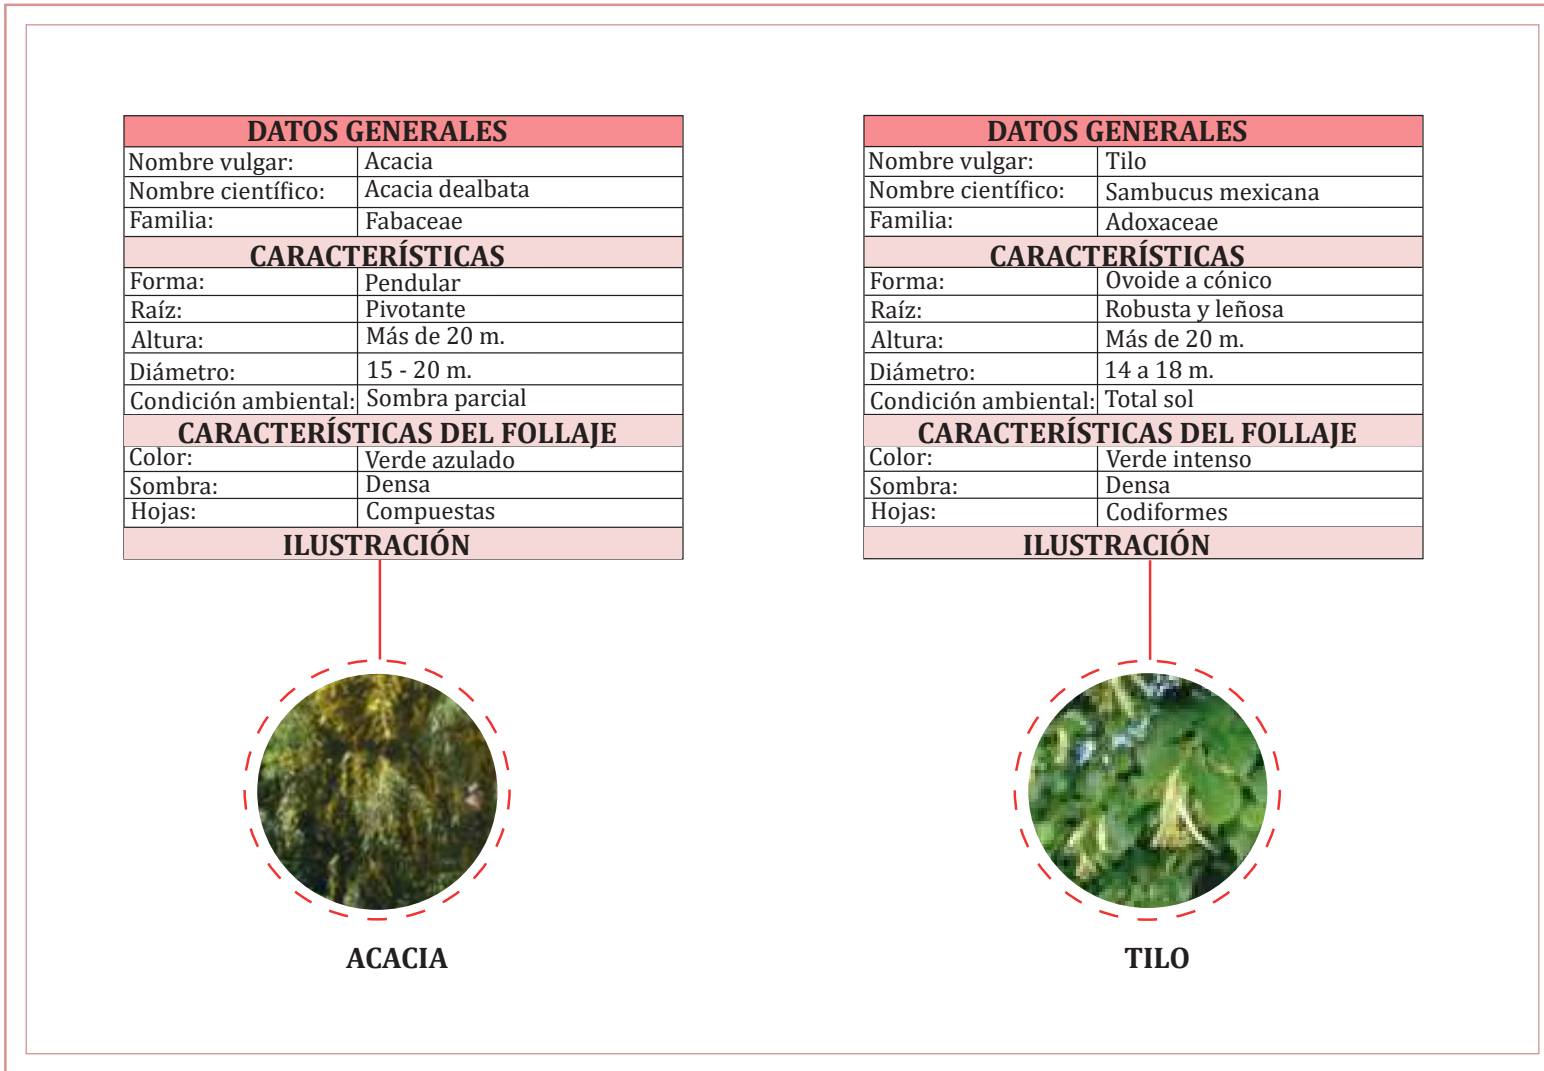 DATOS GENERALES
Nombre vulgar: Acacia
Nombre científico: Acacia dealbata
Familia: Fabaceae
CARACTERÍSTICAS
Forma: Pendular
Raíz: Pivotante
Altura: Más de 20 m.
Diámetro: 15 - 20 m.
Condición ambiental: Sombra parcial
CARACTERÍSTICAS DEL FOLLAJE
Color: Verde azulado
Sombra: Densa
Hojas: Compuestas
ILUSTRACIÓN
ACACIA
DATOS GENERALES
Nombre vulgar: Tilo
Nombre científico: Sambucus mexicana
Familia: Adoxaceae
CARACTERÍSTICAS
Forma: Ovoide a cónico
Raíz: Robusta y leñosa
Altura: Más de 20 m.
Diámetro: 14 a 18 m.
Condición ambiental: Total sol
CARACTERÍSTICAS DEL FOLLAJE
Color: Verde intenso
Sombra: Densa
Hojas: Codiformes
ILUSTRACIÓN
TILO